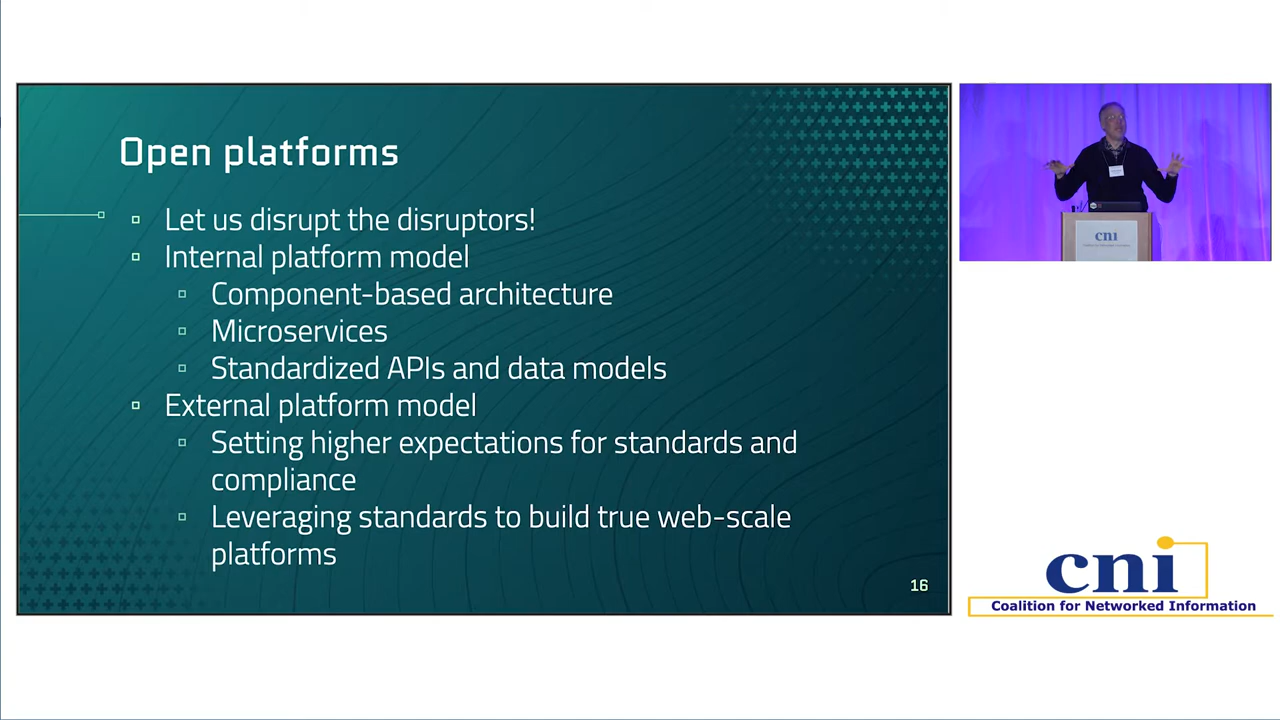 Open platforms
Let us disrupt the disruptors!
Internal platform model
Component-based architecture
Microservices
Standardized APIs and data models
External platform model
Setting higher expectations for standards and
compliance
Leveraging standards to build true web-scale
platforms
16
cni
cni
Coalition for Networked Information